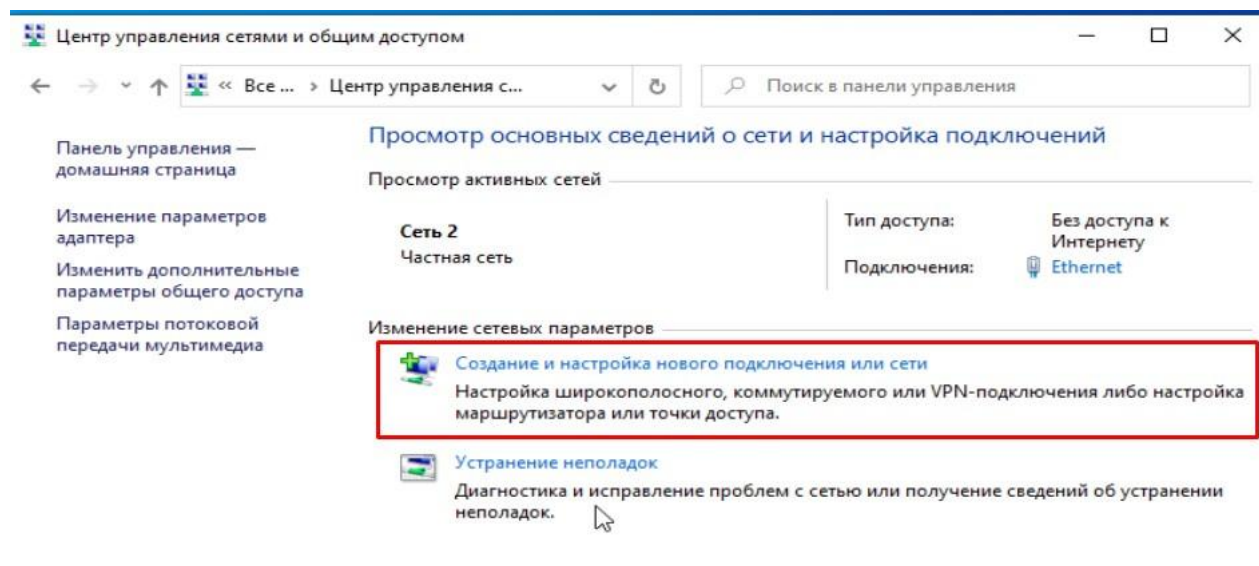 Центр управления сетями и общим доступом
« Все ... › Центр управления с...
Поиск в панели управления
Панель управления —
домашняя страница
Изменение параметров
адаптера
Изменить дополнительные
параметры общего доступа
Параметры потоковой
передачи мультимедиа
Просмотр основных сведений о сети и настройка подключений
Просмотр активных сетей
Сеть 2
Частная сеть
Тип доступа: Без доступа к
Интернету
Подключения: Ethernet
Изменение сетевых параметров
Создание и настройка нового подключения или сети
Настройка широкополосного, коммутируемого или VPN-подключения либо настройка
маршрутизатора или точки доступа.
Устранение неполадок
Диагностика и исправление проблем с сетью или получение сведений об устранении
неполадок.